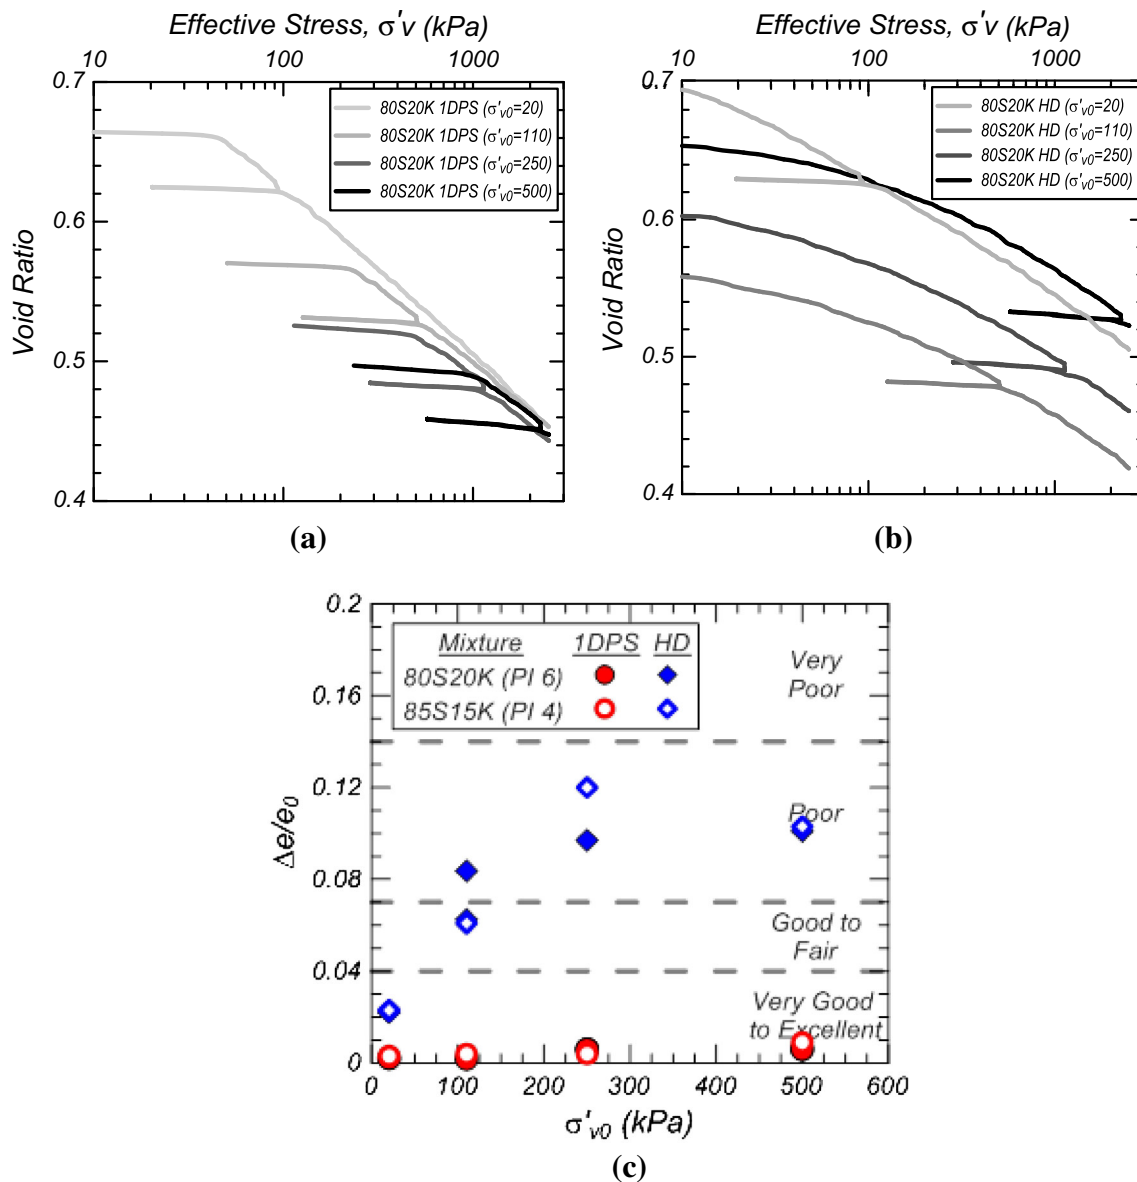 Effective Stress, σ'v (kPa)
10 100 1000
0.7
0.6
0.5
0.4
Void Ratio
80S20K 1DPS (σ'v0=20)
80S20K 1DPS (σ'v0=110)
80S20K 1DPS (σ'v0=250)
80S20K 1DPS (σ'v0=500)
(a)
Effective Stress, σ'v (kPa)
10 100 1000
0.7
0.6
0.5
0.4
Void Ratio
80S20K HD (σ'v0=20)
80S20K HD (σ'v0=110)
80S20K HD (σ'v0=250)
80S20K HD (σ'v0=500)
(b)
0.2
0.16
0.12
0.08
0.04
0
Δe/e0
Mixture 1DPS HD
80S20K (PI 6)
85S15K (PI 4)
Very
Poor
Poor
Good to
Fair
Very Good
to Excellent
0 100 200 300 400 500 600
σ'v0 (kPa)
(c)